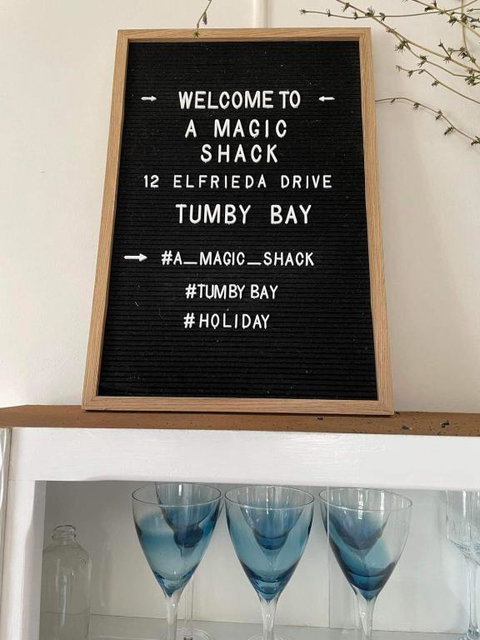 → WELCOME TO ←
A MAGIC
SHACK
12 ELFRIEDA DRIVE
TUMBY BAY
→ #A_MAGIC_SHACK
#TUMBY BAY
#HOLIDAY